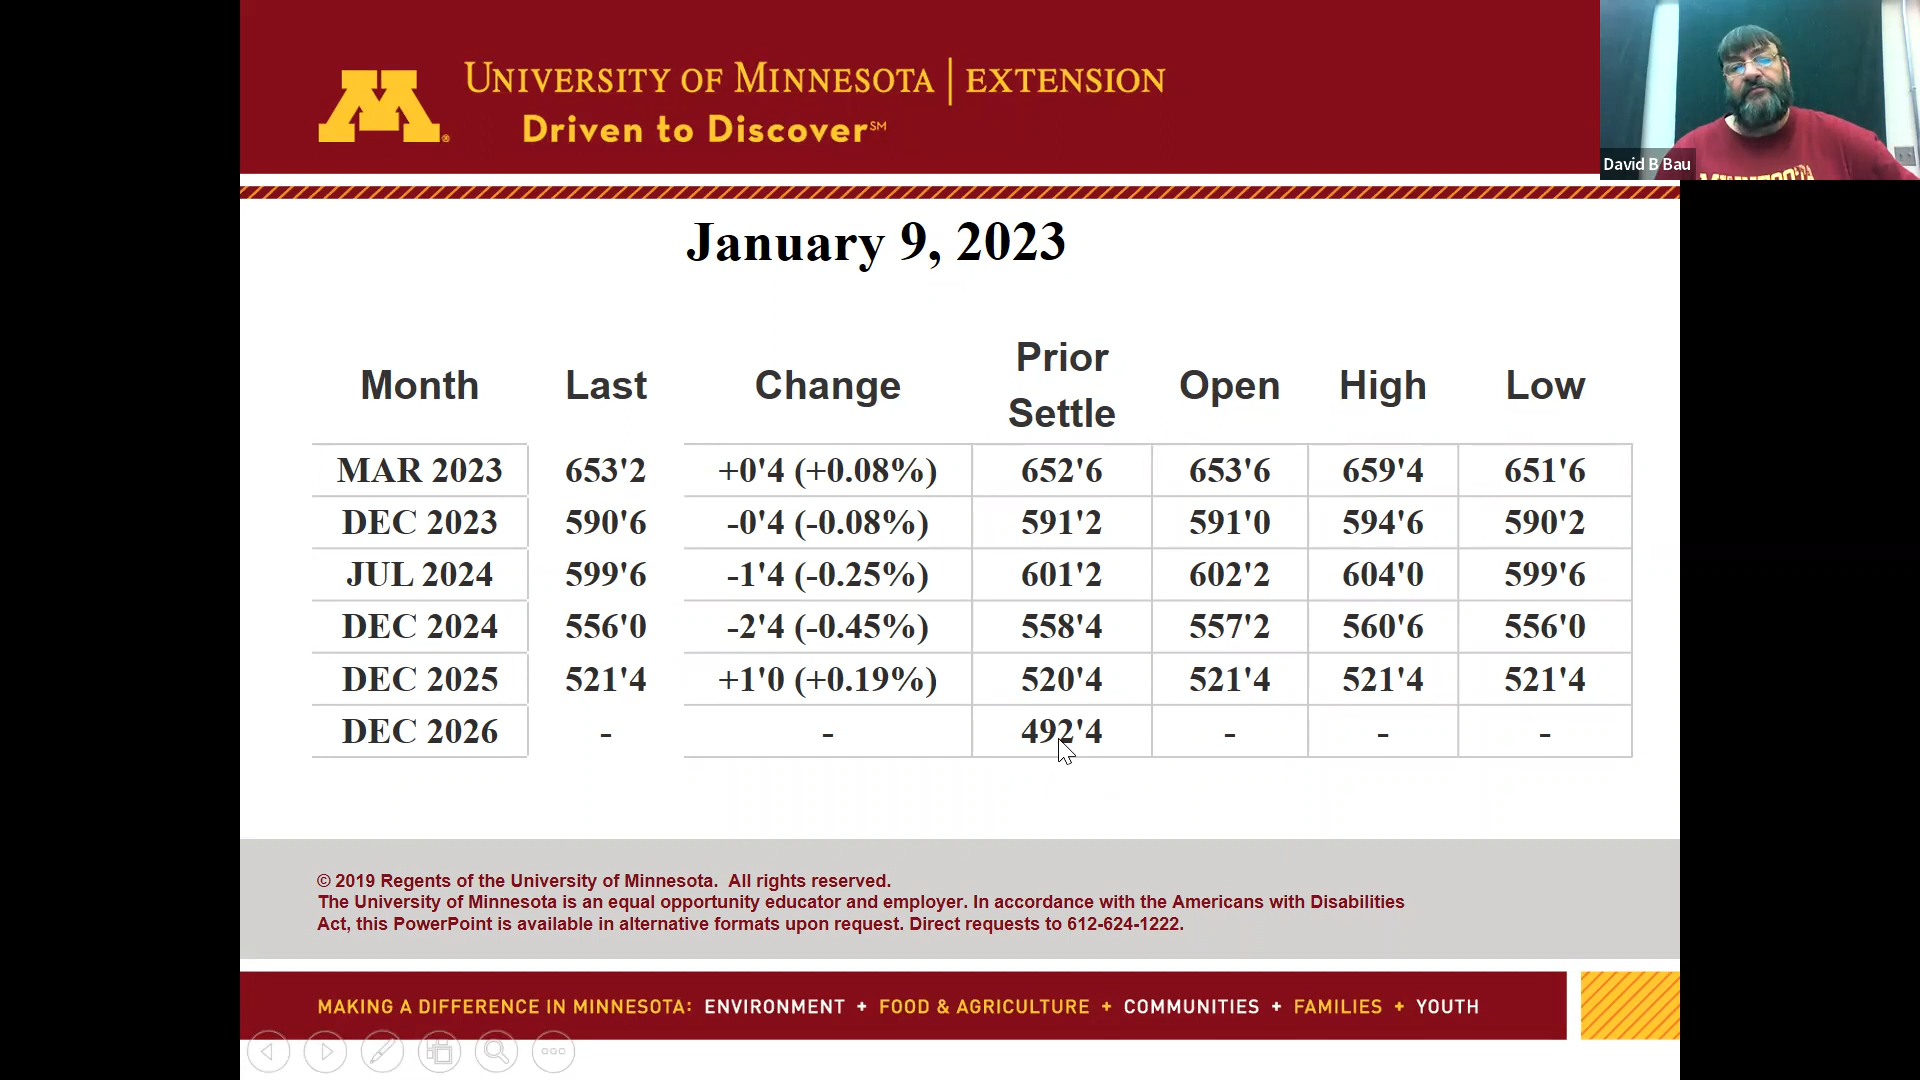 UNIVERSITY OF MINNESOTA | EXTENSION
Driven to Discover℠
David B Bau
January 9, 2023
Month Last Change Prior Settle Open High Low
MAR 2023 653'2 +0'4 (+0.08%) 652'6 653'6 659'4 651'6
DEC 2023 590'6 -0'4 (-0.08%) 591'2 591'0 594'6 590'2
JUL 2024 599'6 -1'4 (-0.25%) 601'2 602'2 604'0 599'6
DEC 2024 556'0 -2'4 (-0.45%) 558'4 557'2 560'6 556'0
DEC 2025 521'4 +1'0 (+0.19%) 520'4 521'4 521'4 521'4
DEC 2026 - - 492'4 - - -
© 2019 Regents of the University of Minnesota. All rights reserved.
The University of Minnesota is an equal opportunity educator and employer. In accordance with the Americans with Disabilities
Act, this PowerPoint is available in alternative formats upon request. Direct requests to 612-624-1222.
MAKING A DIFFERENCE IN MINNESOTA: ENVIRONMENT + FOOD & AGRICULTURE + COMMUNITIES + FAMILIES + YOUTH